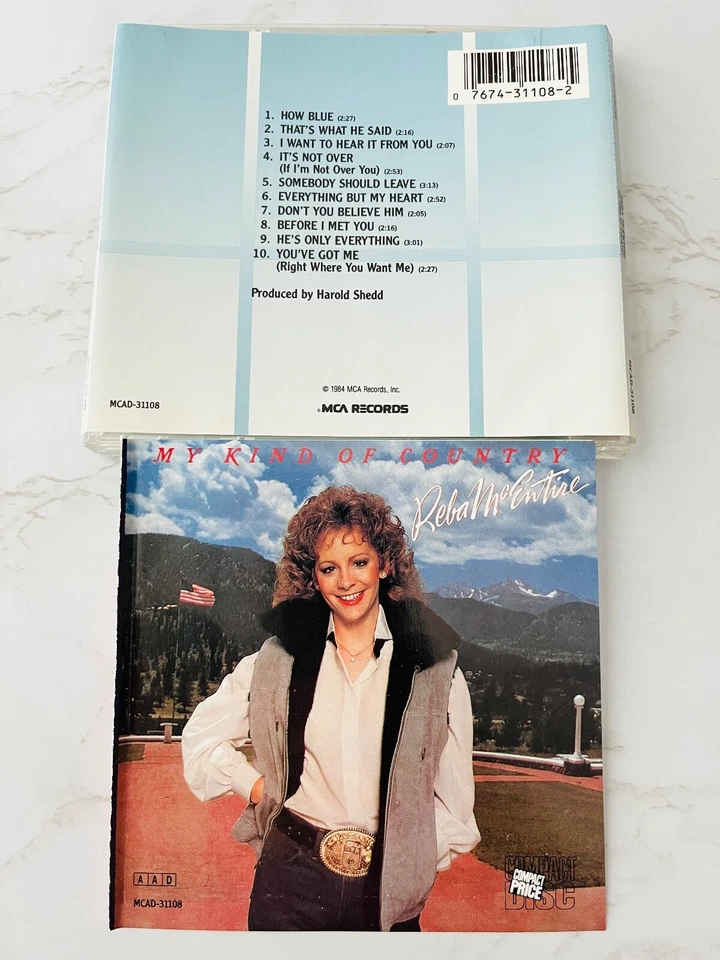 0 7674-31108-2
1. HOW BLUE (2:27)
2. THAT'S WHAT HE SAID (2:16)
3. I WANT TO HEAR IT FROM YOU (2:07)
4. IT'S NOT OVER
(If I'm Not Over You) (2:53)
5. SOMEBODY SHOULD LEAVE (3:13)
6. EVERYTHING BUT MY HEART (2:52)
7. DON'T YOU BELIEVE HIM (2:05)
8. BEFORE I MET YOU (2:16)
9. HE'S ONLY EVERYTHING (3:01)
10. YOU'VE GOT ME
(Right Where You Want Me) (2:27)
Produced by Harold Shedd
© 1984 MCA Records, Inc.
MCAD-31108
MCA RECORDS
MCAD-31108
MY KIND OF COUNTRY
Reba McEntire
AAD
MCAD-31108
COMPACT
COMPACT
PRICE
DISC